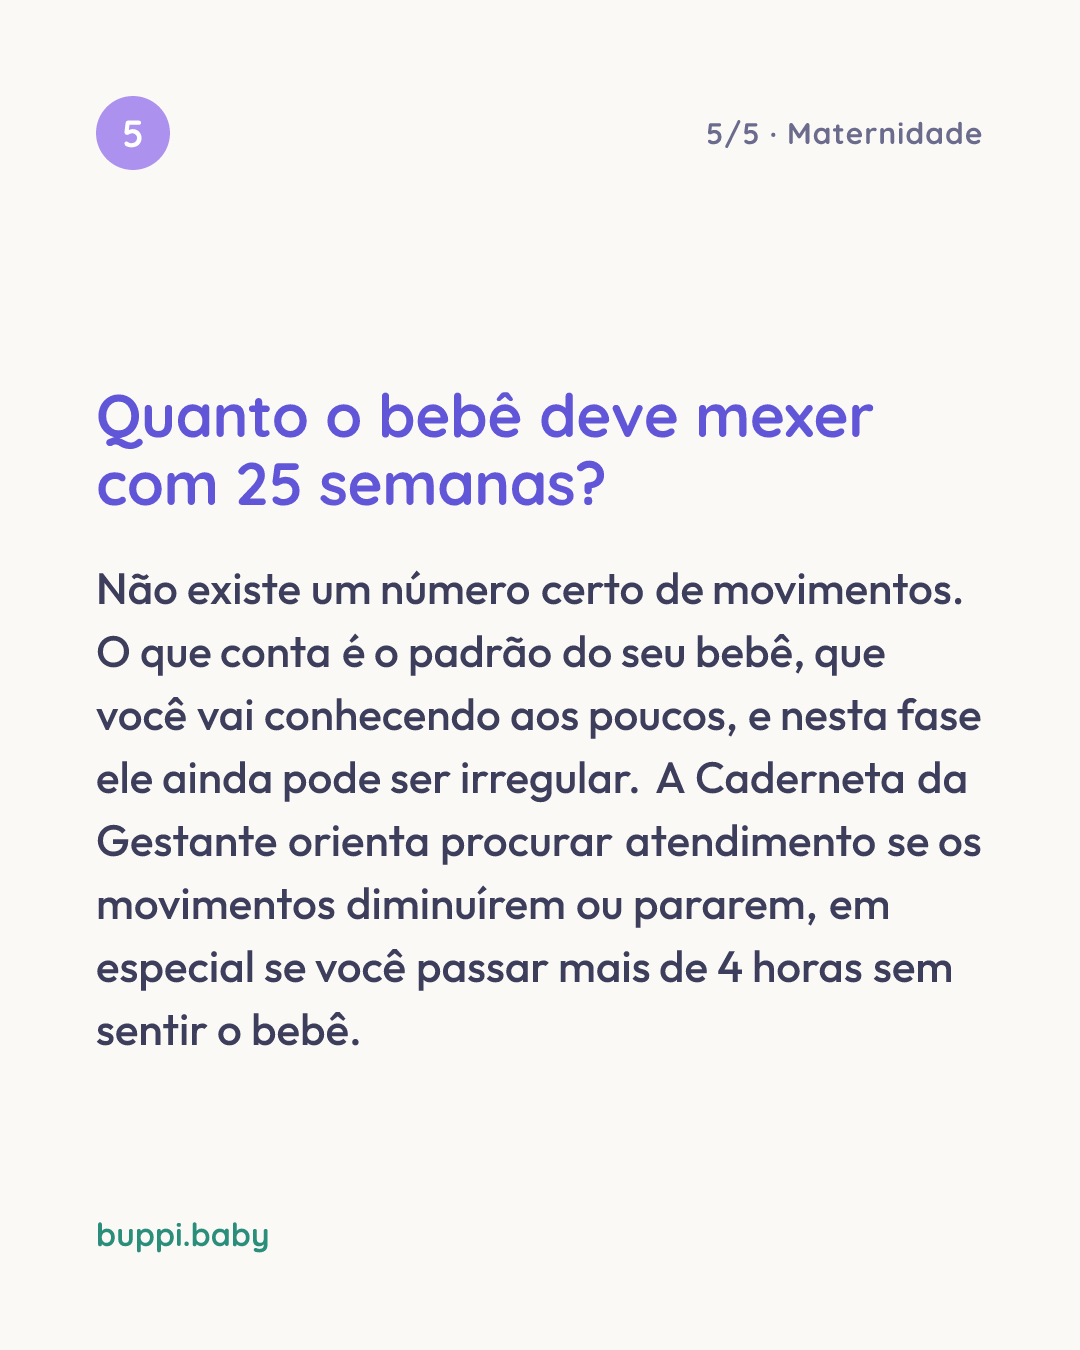 5
5/5 · Maternidade
Quanto o bebê deve mexer
com 25 semanas?
Não existe um número certo de movimentos.
O que conta é o padrão do seu bebê, que
você vai conhecendo aos poucos, e nesta fase
ele ainda pode ser irregular. A Caderneta da
Gestante orienta procurar atendimento se os
movimentos diminuírem ou pararem, em
especial se você passar mais de 4 horas sem
sentir o bebê.
buppi.baby